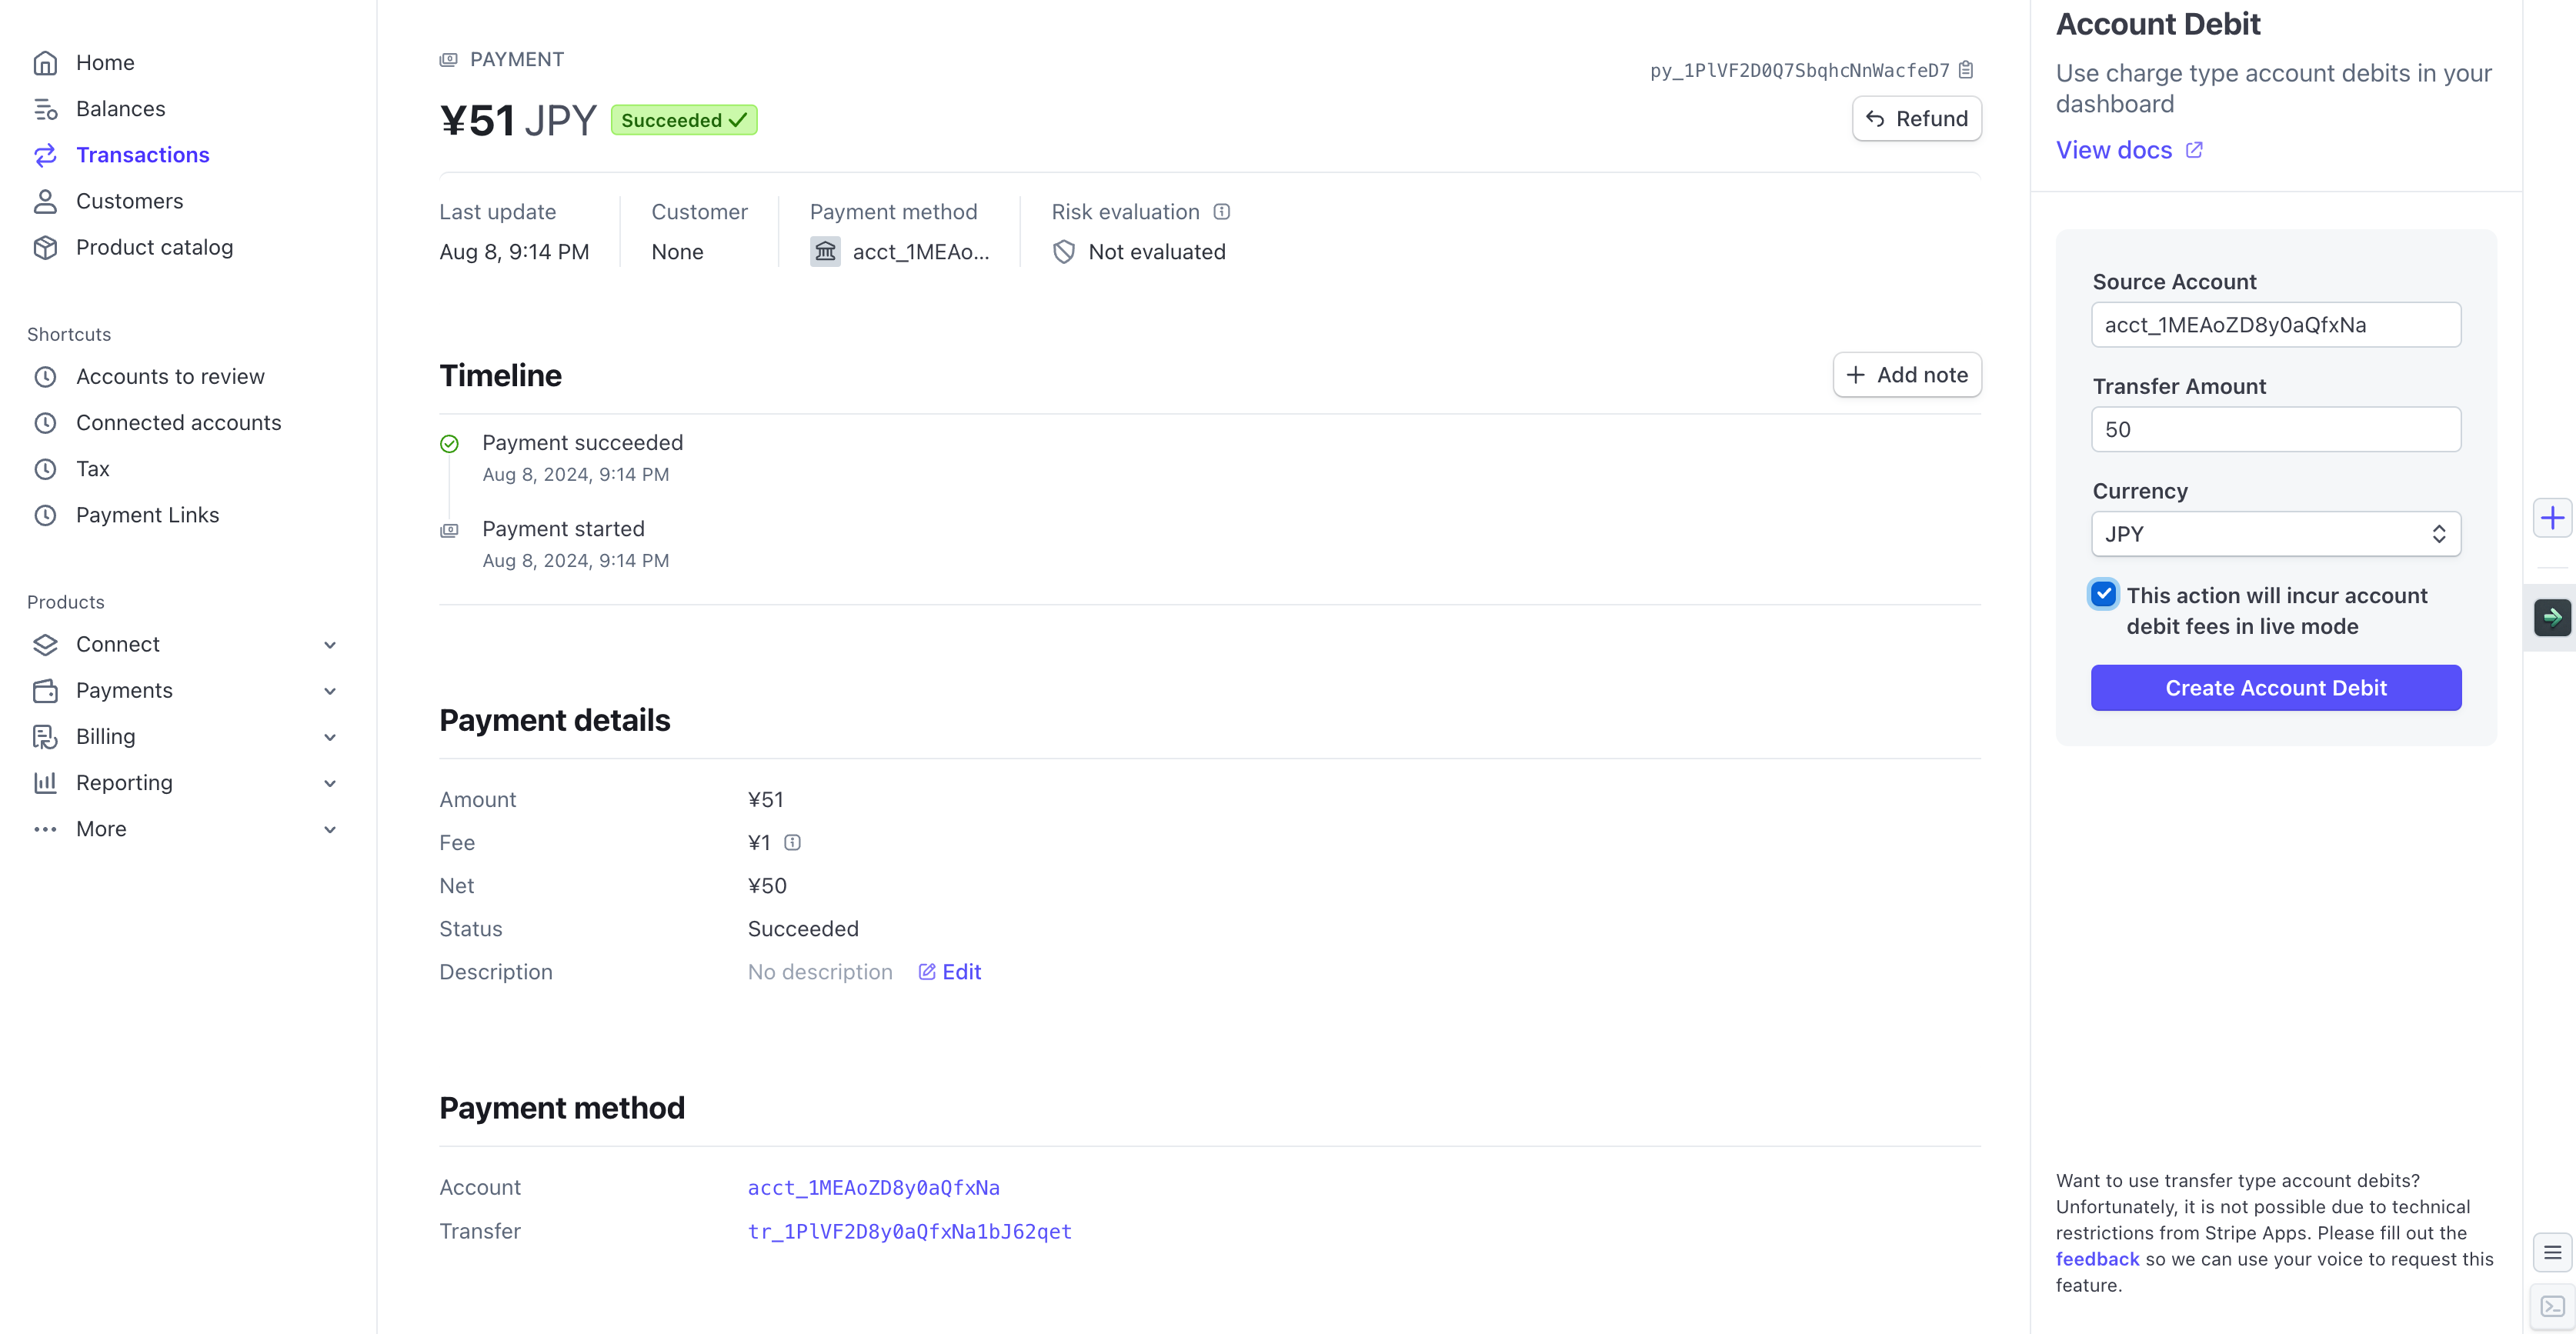 Home
Balances
Transactions
Customers
Product catalog
Shortcuts
Accounts to review
Connected accounts
Tax
Payment Links
Products
Connect
Payments
Billing
Reporting
More
PAYMENT
py_1PlVF2D0Q7SbqhcNnWacfeD7
¥51 JPY Succeeded
Refund
Last update
Aug 8, 9:14 PM
Customer
None
Payment method
acct_1MEAo...
Risk evaluation
Not evaluated
Timeline
Add note
Payment succeeded
Aug 8, 2024, 9:14 PM
Payment started
Aug 8, 2024, 9:14 PM
Payment details
Amount ¥51
Fee ¥1
Net ¥50
Status Succeeded
Description No description Edit
Payment method
Account acct_1MEAoZD8y0aQfxNa
Transfer tr_1PlVF2D8y0aQfxNa1bJ62qet
Account Debit
Use charge type account debits in your
dashboard
View docs
Source Account
acct_1MEAoZD8y0aQfxNa
Transfer Amount
50
Currency
JPY
This action will incur account
debit fees in live mode
Create Account Debit
Want to use transfer type account debits?
Unfortunately, it is not possible due to technical
restrictions from Stripe Apps. Please fill out the
feedback so we can use your voice to request this
feature.